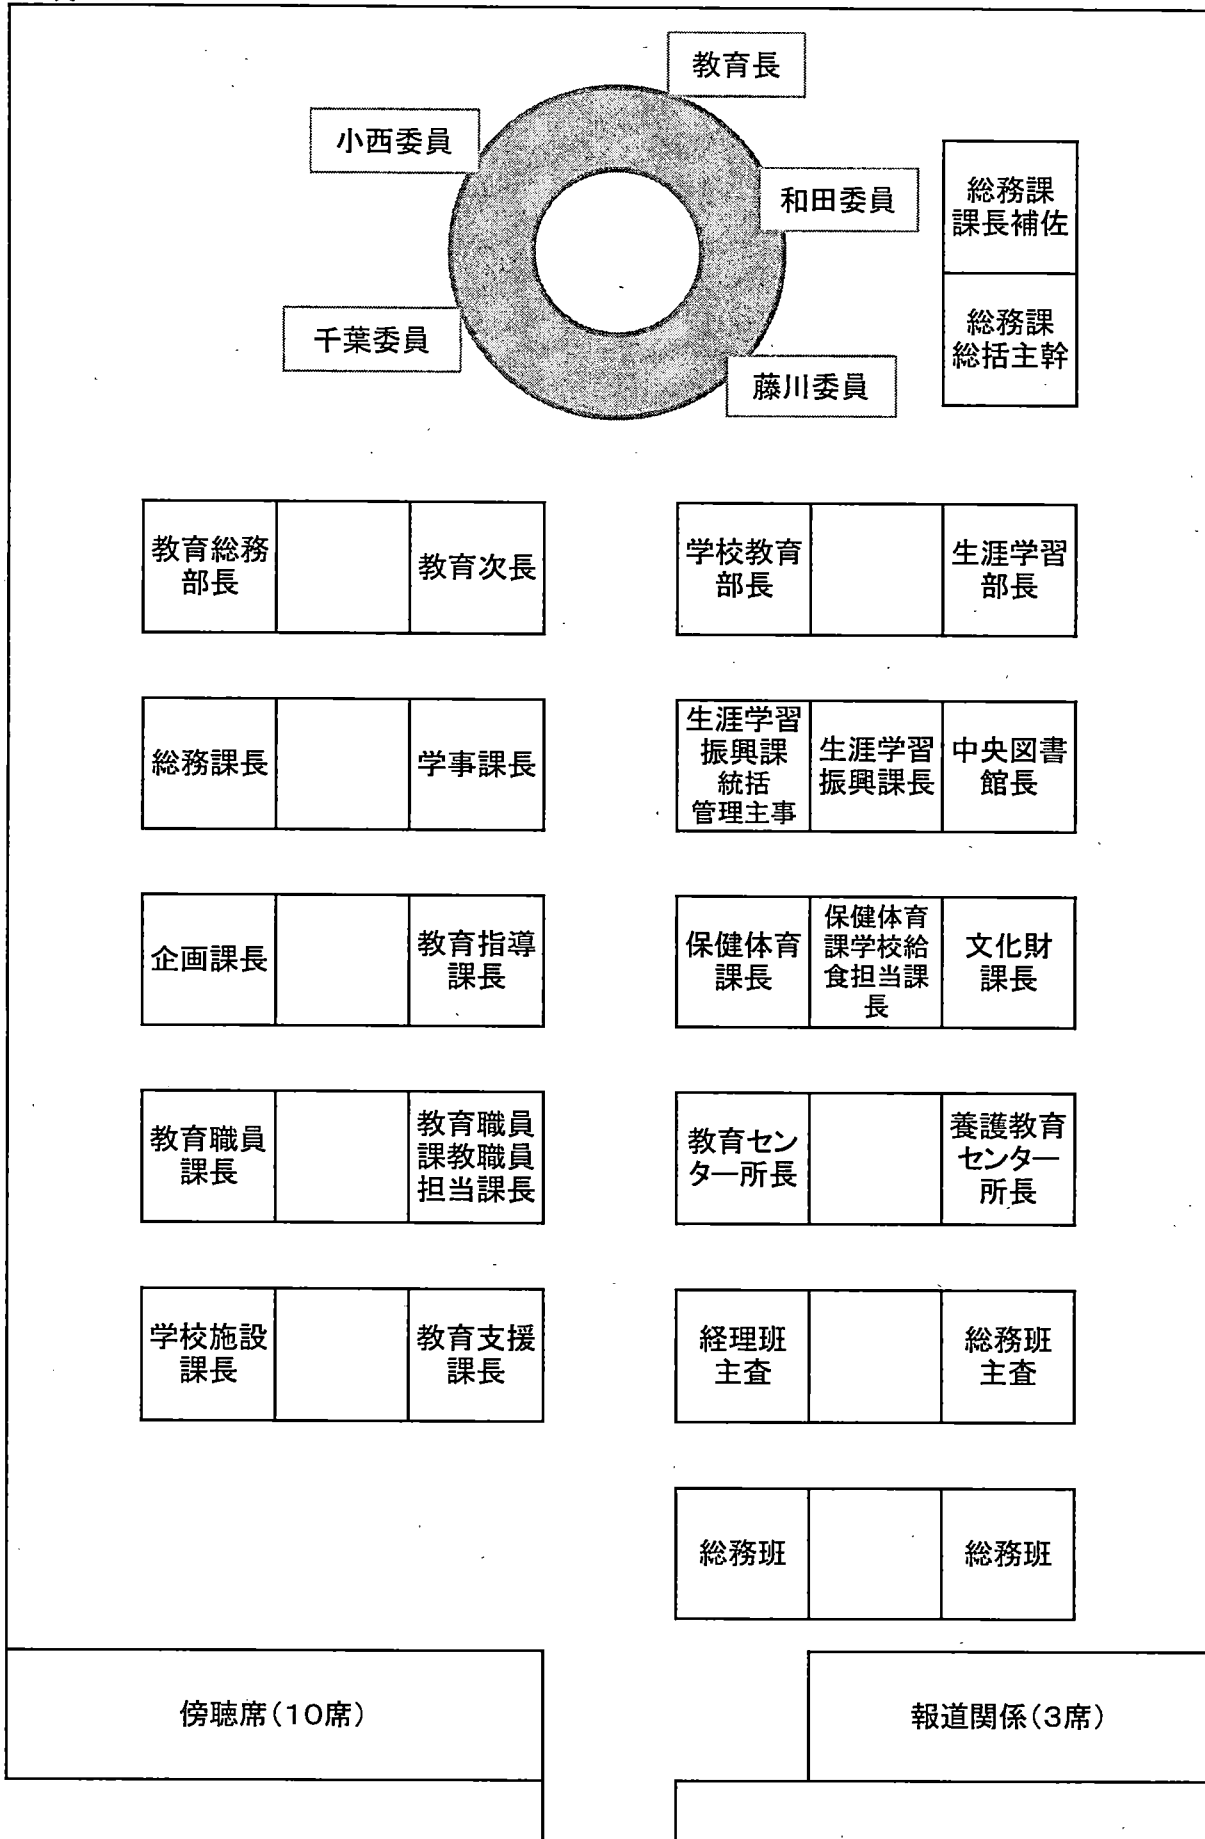 教育長
小西委員
和田委員
千葉委員
藤川委員
総務課
課長補佐
総務課
総括主幹
教育総務
部長
教育次長
学校教育
部長
生涯学習
部長
総務課長
学事課長
生涯学習
振興課
統括
管理主事
生涯学習
振興課長
中央図書
館長
企画課長
教育指導
課長
保健体育
課長
保健体育
課学校給
食担当課
長
文化財
課長
教育職員
課長
教育職員
課教職員
担当課長
教育セン
ター所長
養護教育
センター
所長
学校施設
課長
教育支援
課長
経理班
主査
総務班
主査
総務班
総務班
傍聴席(10席)
報道関係(3席)